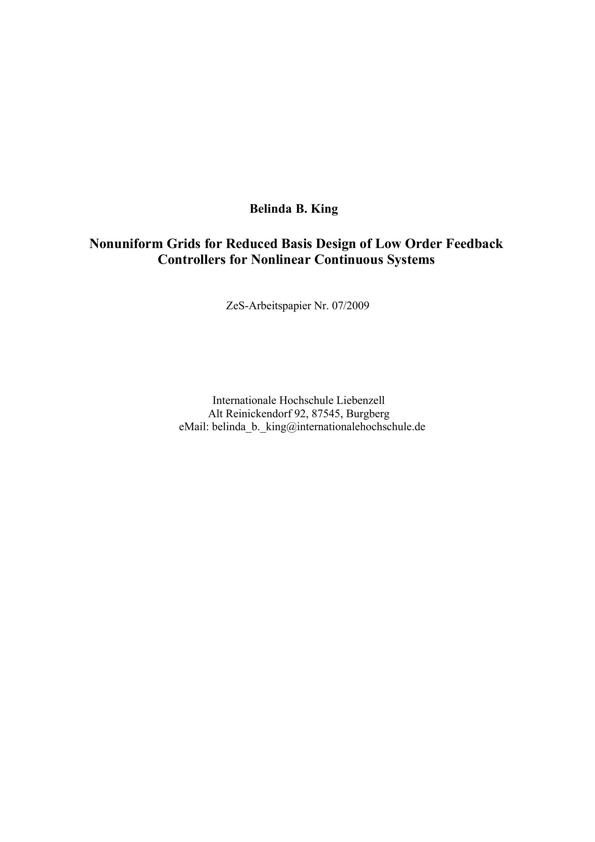 Belinda B. King
Nonuniform Grids for Reduced Basis Design of Low Order Feedback
Controllers for Nonlinear Continuous Systems
ZeS-Arbeitspapier Nr. 07/2009
Internationale Hochschule Liebenzell
Alt Reinickendorf 92, 87545, Burgberg
eMail: belinda_b._king@internationalehochschule.de